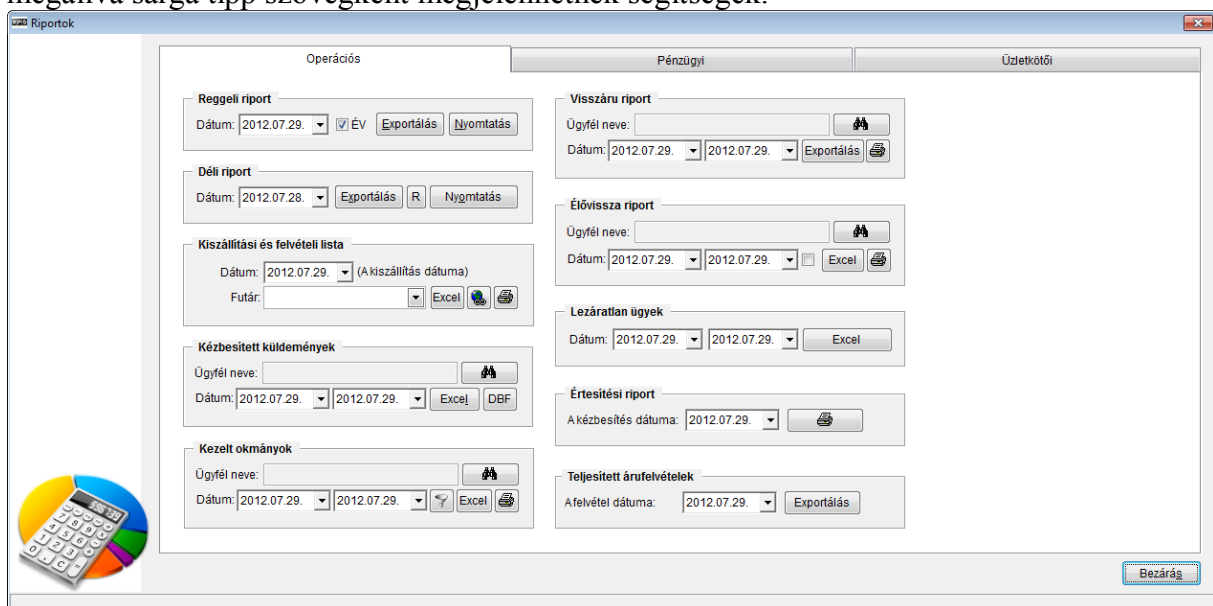 megállva sárga tipp szövegként megjelenhetnek segítségek.
Riportok
Operációs
Pénzügyi
Üzletkötői
Reggeli riport
Dátum: 2012.07.29. ÉV Exportálás Nyomtatás
Déli riport
Dátum: 2012.07.28. Exportálás R Nyomtatás
Kiszállítási és felvételi lista
Dátum: 2012.07.29. (A kiszállítás dátuma)
Futár: Excel
Kézbesített küldemények
Ügyfél neve:
Dátum: 2012.07.29. 2012.07.29. Excel DBF
Kezelt okmányok
Ügyfél neve:
Dátum: 2012.07.29. 2012.07.29. Excel
Visszáru riport
Ügyfél neve:
Dátum: 2012.07.29. 2012.07.29. Exportálás
Élővissza riport
Ügyfél neve:
Dátum: 2012.07.29. 2012.07.29. Excel
Lezáratlan ügyek
Dátum: 2012.07.29. 2012.07.29. Excel
Értesítési riport
A kézbesítés dátuma: 2012.07.29.
Teljesített árufelvételek
A felvétel dátuma: 2012.07.29. Exportálás
Bezárás